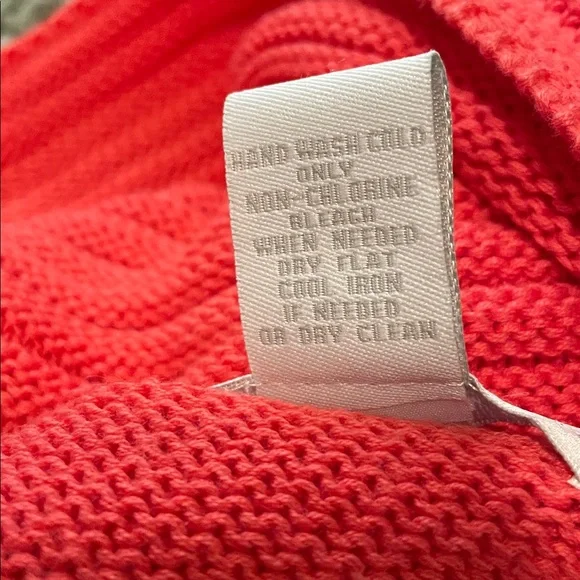 HAND WASH COLD
ONLY
NON-CHLORINE
BLEACH
WHEN NEEDED
DRY FLAT
COOL IRON
IF NEEDED
OR DRY CLEAN